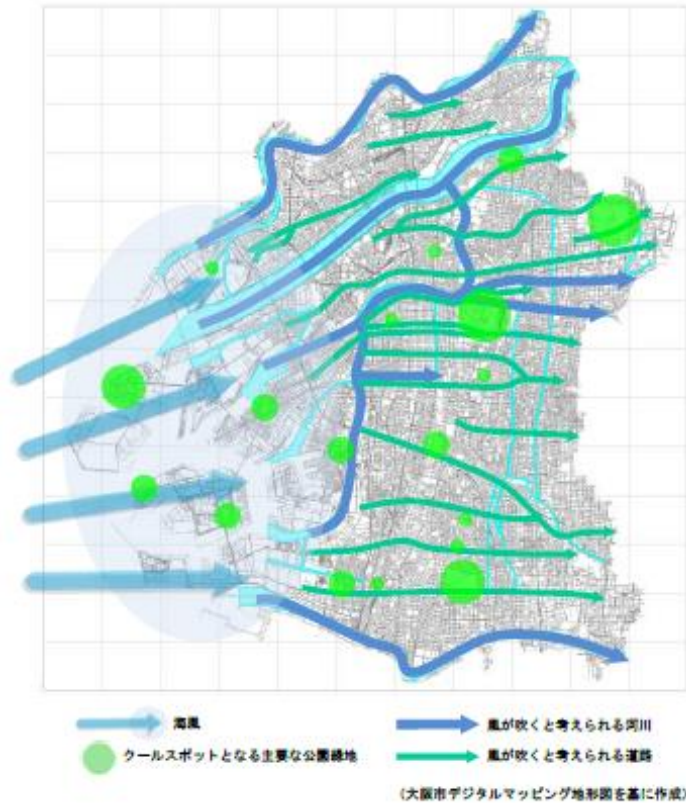 海風
風が吹くと考えられる河川
クールスポットとなる主要な公園緑地
風が吹くと考えられる道路
(大阪市デジタルマッピング地形図を基に作成)